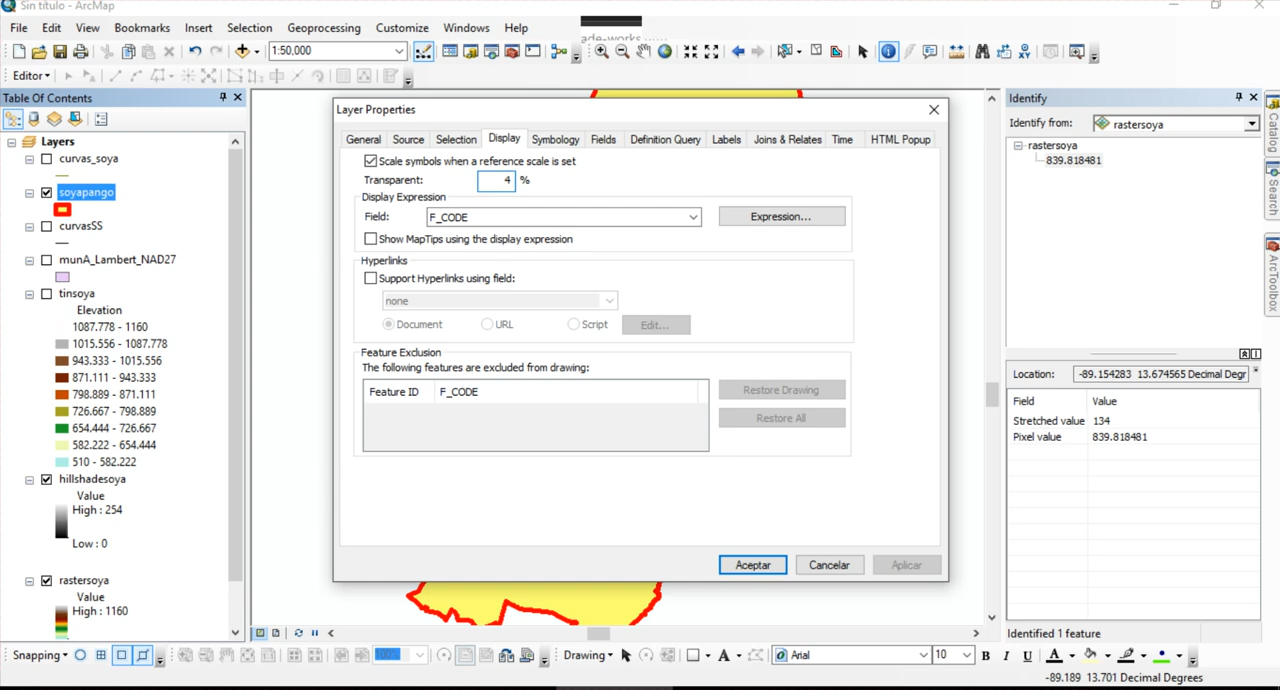 Sin título - ArcMap
File Edit View Bookmarks Insert Selection Geoprocessing Customize Windows Help
1:50,000
Editor
Table Of Contents
Layers
curvas_soya
soyapango
curvasSS
munA_Lambert_NAD27
tinsoya
Elevation
1087.778 - 1160
1015.556 - 1087.778
943.333 - 1015.556
871.111 - 943.333
798.889 - 871.111
726.667 - 798.889
654.444 - 726.667
582.222 - 654.444
510 - 582.222
hillshadesoya
Value
High : 254
Low : 0
rastersoya
Value
High : 1160
Layer Properties
General Source Selection Display Symbology Fields Definition Query Labels Joins & Relates Time HTML Popup
Scale symbols when a reference scale is set
Transparent: 4 %
Display Expression
Field: F_CODE Expression...
Show MapTips using the display expression
Hyperlinks
Support Hyperlinks using field:
none
Document URL Script Edit...
Feature Exclusion
The following features are excluded from drawing:
Feature ID F_CODE
Restore Drawing
Restore All
Aceptar Cancelar Aplicar
Identify
Identify from: rastersoya
rastersoya
839.818481
Location: -89.154283 13.674565 Decimal Degr
Field Value
Stretched value 134
Pixel value 839.818481
Identified 1 feature
Catalog
Search
ArcToolbox
Snapping 100% Drawing A Arial 10 B I U A
-89.189 13.701 Decimal Degrees